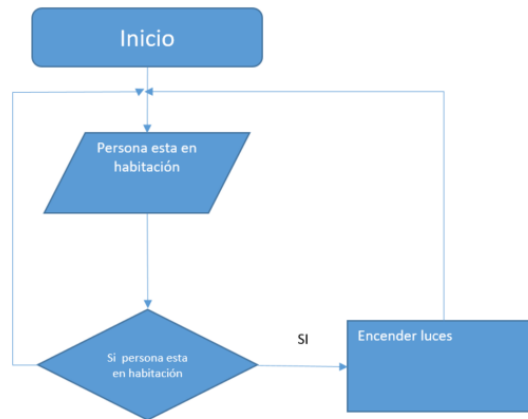 Inicio
Persona esta en
habitación
Si persona esta
en habitación
SI
Encender luces